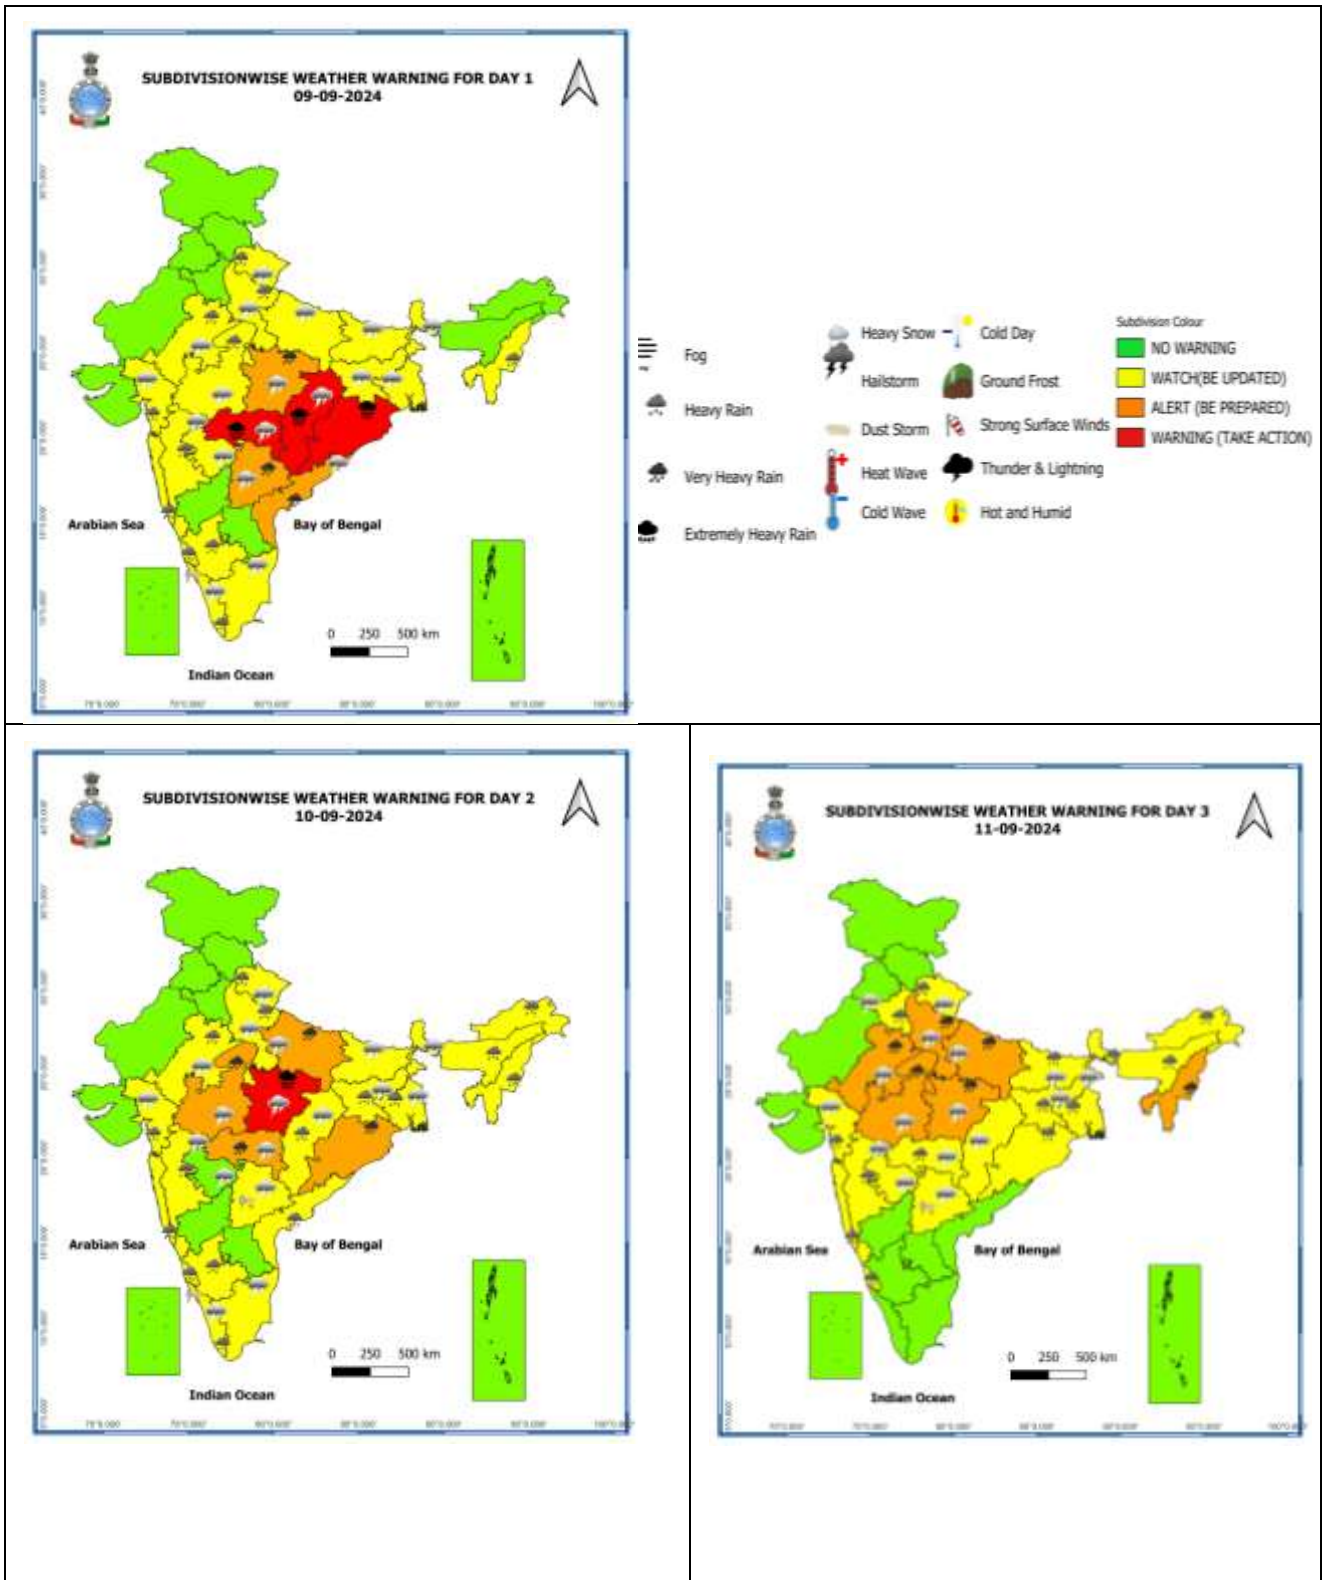 SUBDIVISIONWISE WEATHER WARNING FOR DAY 1
09-09-2024
Arabian Sea
Bay of Bengal
0 250 500 km
Indian Ocean
Fog
Heavy Rain
Very Heavy Rain
Extremely Heavy Rain
Heavy Snow
Hailstorm
Dust Storm
Heat Wave
Cold Wave
Cold Day
Ground Frost
Strong Surface Winds
Thunder & Lightning
Hot and Humid
Subdivision Colour
NO WARNING
WATCH(BE UPDATED)
ALERT (BE PREPARED)
WARNING (TAKE ACTION)
SUBDIVISIONWISE WEATHER WARNING FOR DAY 2
10-09-2024
Arabian Sea
Bay of Bengal
0 250 500 km
Indian Ocean
SUBDIVISIONWISE WEATHER WARNING FOR DAY 3
11-09-2024
Arabian Sea
Bay of Bengal
0 250 500 km
Indian Ocean